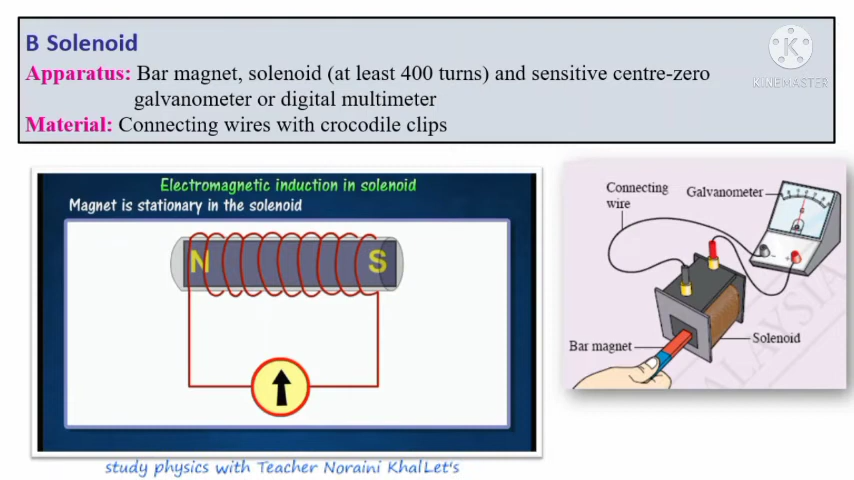 B Solenoid
Apparatus: Bar magnet, solenoid (at least 400 turns) and sensitive centre-zero
galvanometer or digital multimeter
Material: Connecting wires with crocodile clips
K
KINEMASTER
Electromagnetic induction in solenoid
Magnet is stationary in the solenoid
N
S
Connecting
wire
Galvanometer
Solenoid
Bar magnet
MALAYSIA
study physics with Teacher Noraini KhalLet's